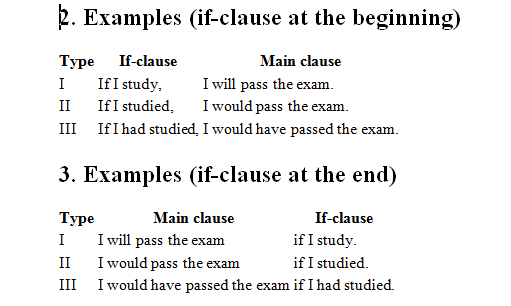 2. Examples (if-clause at the beginning)
Type If-clause Main clause
I If I study, I will pass the exam.
II If I studied, I would pass the exam.
III If I had studied, I would have passed the exam.
3. Examples (if-clause at the end)
Type Main clause If-clause
I I will pass the exam if I study.
II I would pass the exam if I studied.
III I would have passed the exam if I had studied.